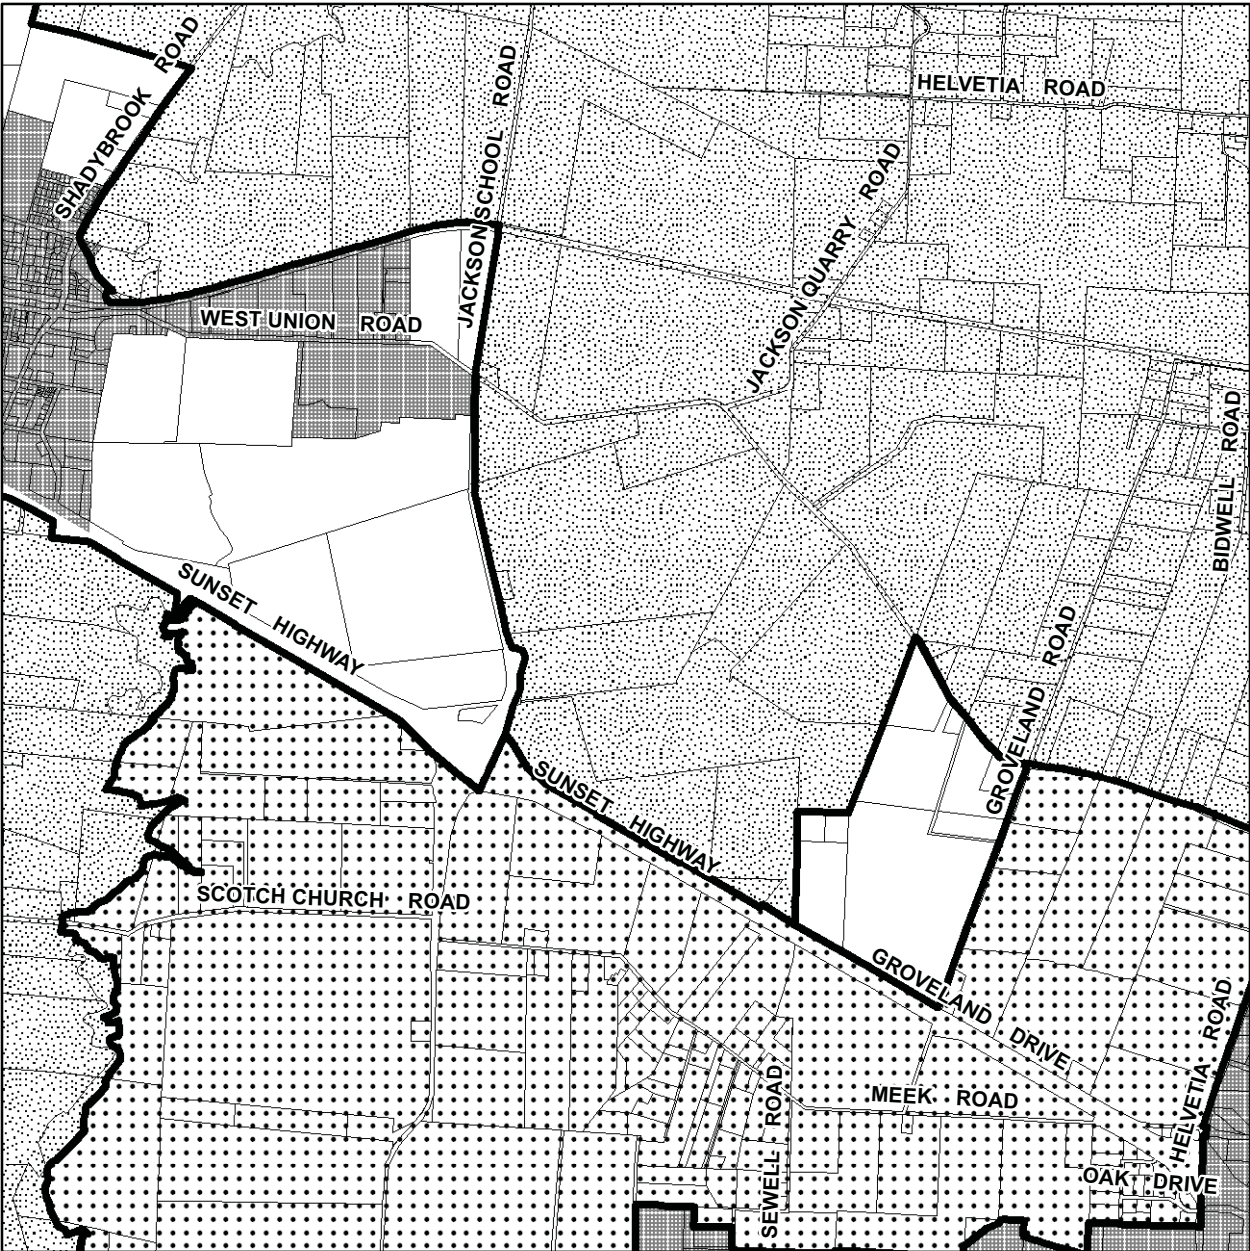 SHADYBROOK ROAD
JACKSON SCHOOL ROAD
HELVETIA ROAD
JACKSON QUARRY ROAD
WEST UNION ROAD
BIDWELL ROAD
SUNSET HIGHWAY
GROVELAND ROAD
SUNSET HIGHWAY
SCOTCH CHURCH ROAD
GROVELAND DRIVE
HELVETIA ROAD
MEEK ROAD
SEWELL ROAD
OAK DRIVE